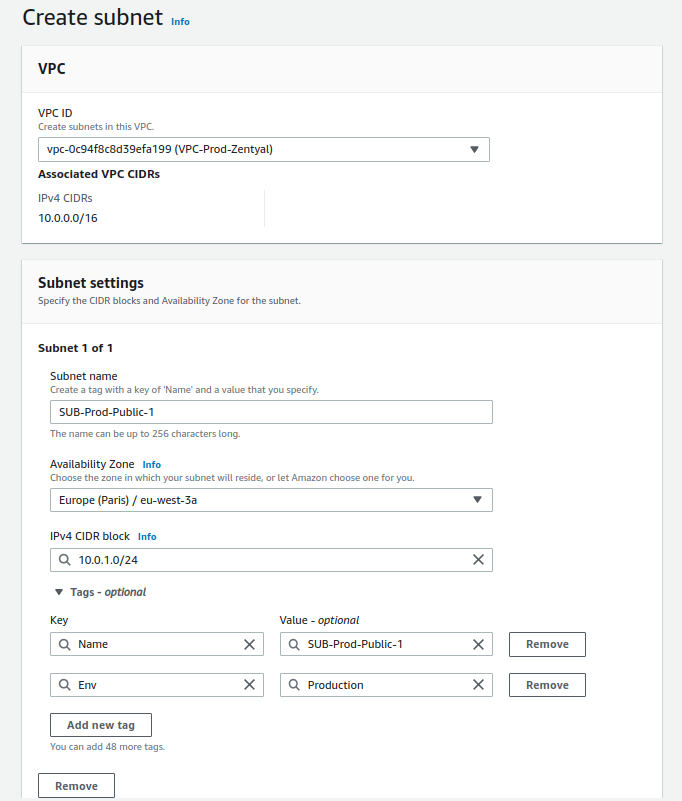 Create subnet Info
VPC
VPC ID
Create subnets in this VPC.
vpc-0c94f8c8d39efa199 (VPC-Prod-Zentyal)
Associated VPC CIDRs
IPv4 CIDRs
10.0.0.0/16
Subnet settings
Specify the CIDR blocks and Availability Zone for the subnet.
Subnet 1 of 1
Subnet name
Create a tag with a key of 'Name' and a value that you specify.
SUB-Prod-Public-1
The name can be up to 256 characters long.
Availability Zone Info
Choose the zone in which your subnet will reside, or let Amazon choose one for you.
Europe (Paris) / eu-west-3a
IPv4 CIDR block Info
10.0.1.0/24
Tags - optional
Key Value - optional
Name SUB-Prod-Public-1 Remove
Env Production Remove
Add new tag
You can add 48 more tags.
Remove